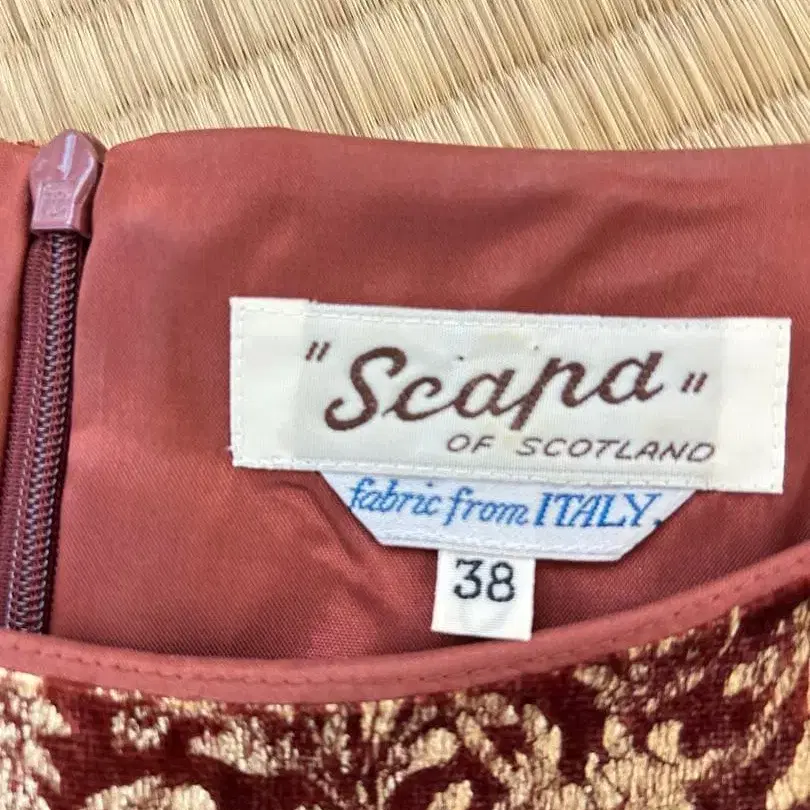 "Scapa"
OF SCOTLAND
fabric from ITALY.
38